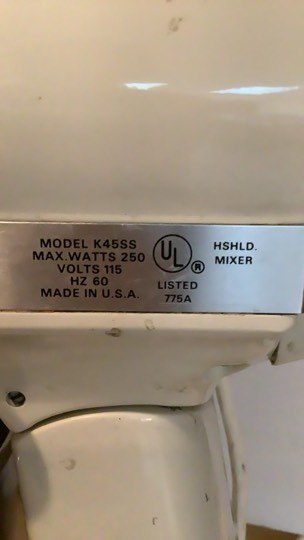 MODEL K45SS
MAX.WATTS 250
VOLTS 115
HZ 60
MADE IN U.S.A.
UL ®
LISTED
775A
HSHLD.
MIXER